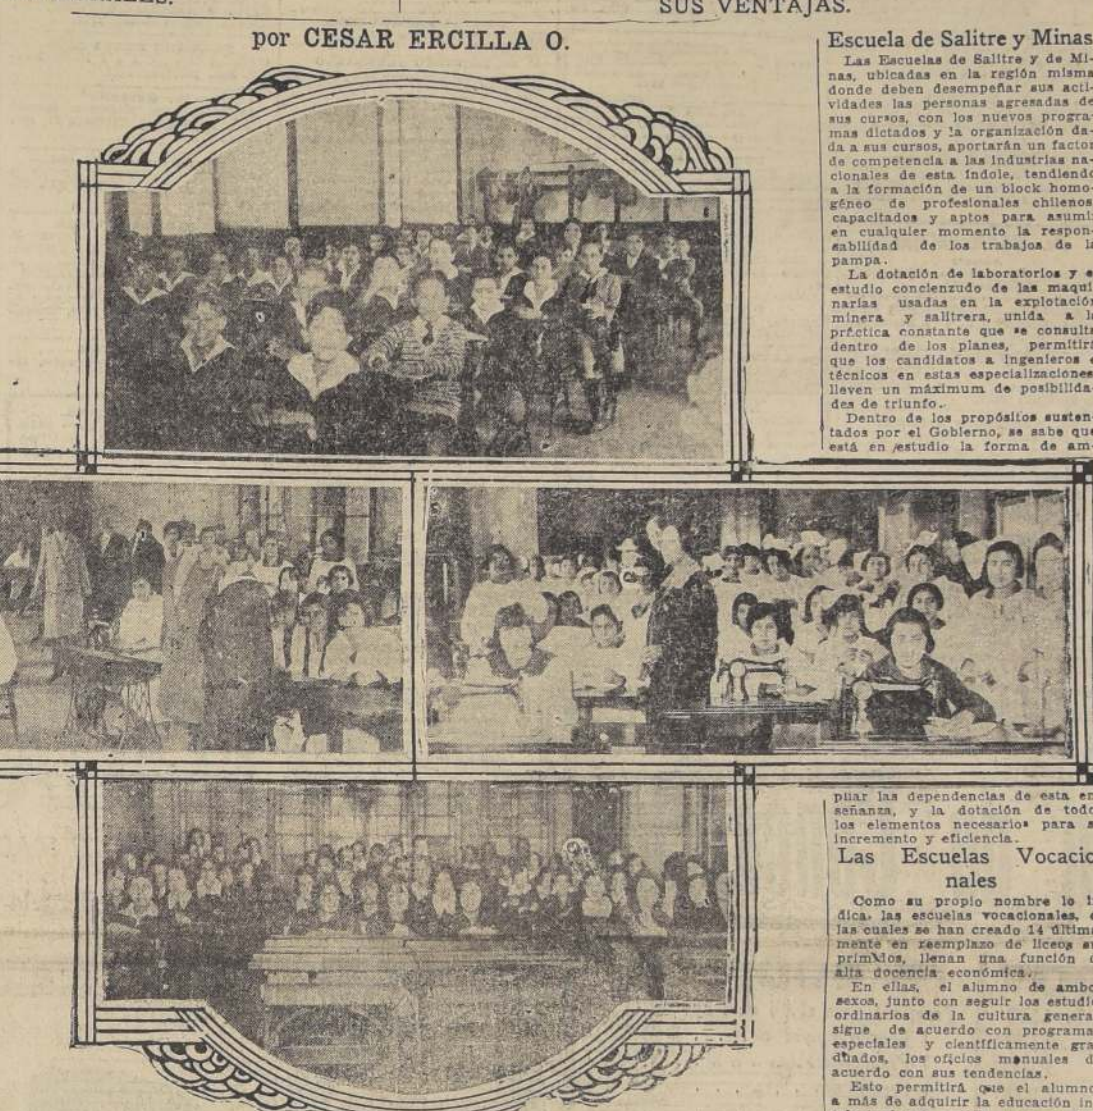 SUS VENTAJAS.
por CESAR ERCILLA O.
Escuela de Salitre y Minas
Las Escuelas de Salitre y de Mi-
nas, ubicadas en la región misma
donde deben desempeñar sus acti-
vidades las personas agresadas de
sus cursos, con los nuevos progra-
mas dictados y la organización da-
da a sus cursos, aportarán un factor
de competencia a las industrias na-
cionales de esta índole, tendiendo
a la formación de un block homo-
géneo de profesionales chilenos
capacitados y aptos para asumir
en cualquier momento la respon-
sabilidad de los trabajos de la
pampa.
La dotación de laboratorios y e
estudio concienzudo de las maqui
narias usadas en la explotación
minera y salitrera, unida a la
práctica constante que se consulta
dentro de los planes, permitirá
que los candidatos a ingenieros e
técnicos en estas especializaciones
lleven un máximum de posibilida-
des de triunfo.
Dentro de los propósitos susten-
tados por el Gobierno, se sabe que
está en estudio la forma de am-
pliar las dependencias de esta en
señanza, y la dotación de todo
los elementos necesarios para s
incremento y eficiencia.
Las Escuelas Vocacio
nales
Como su propio nombre lo i
dica, las escuelas vocacionales, d
las cuales se han creado 14 última
mente en reemplazo de liceos su
primidos, llenan una función d
alta docencia económica.
En ellas, el alumno de ambo
sexos, junto con seguir los estudio
ordinarios de la cultura genera
sigue de acuerdo con programa
especiales y científicamente gra
duados, los oficios manuales d
acuerdo con sus tendencias.
Esto permitirá que el alumno
a más de adquirir la educación in